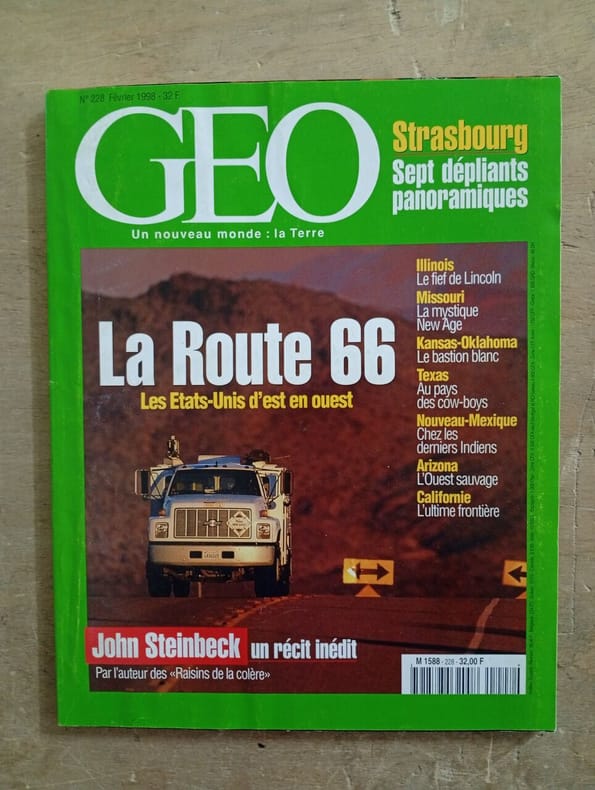 N° 228 Février 1998 - 32 F.
GEO
Un nouveau monde : la Terre
Strasbourg
Sept dépliants
panoramiques
La Route 66
Les Etats-Unis d'est en ouest
Illinois
Le fief de Lincoln
Missouri
La mystique
New Age
Kansas-Oklahoma
Le bastion blanc
Texas
Au pays
des cow-boys
Nouveau-Mexique
Chez les
derniers Indiens
Arizona
L'Ouest sauvage
Californie
L'ultime frontière
John Steinbeck un récit inédit
Par l'auteur des «Raisins de la colère»
M 1588 - 228 - 32,00 F